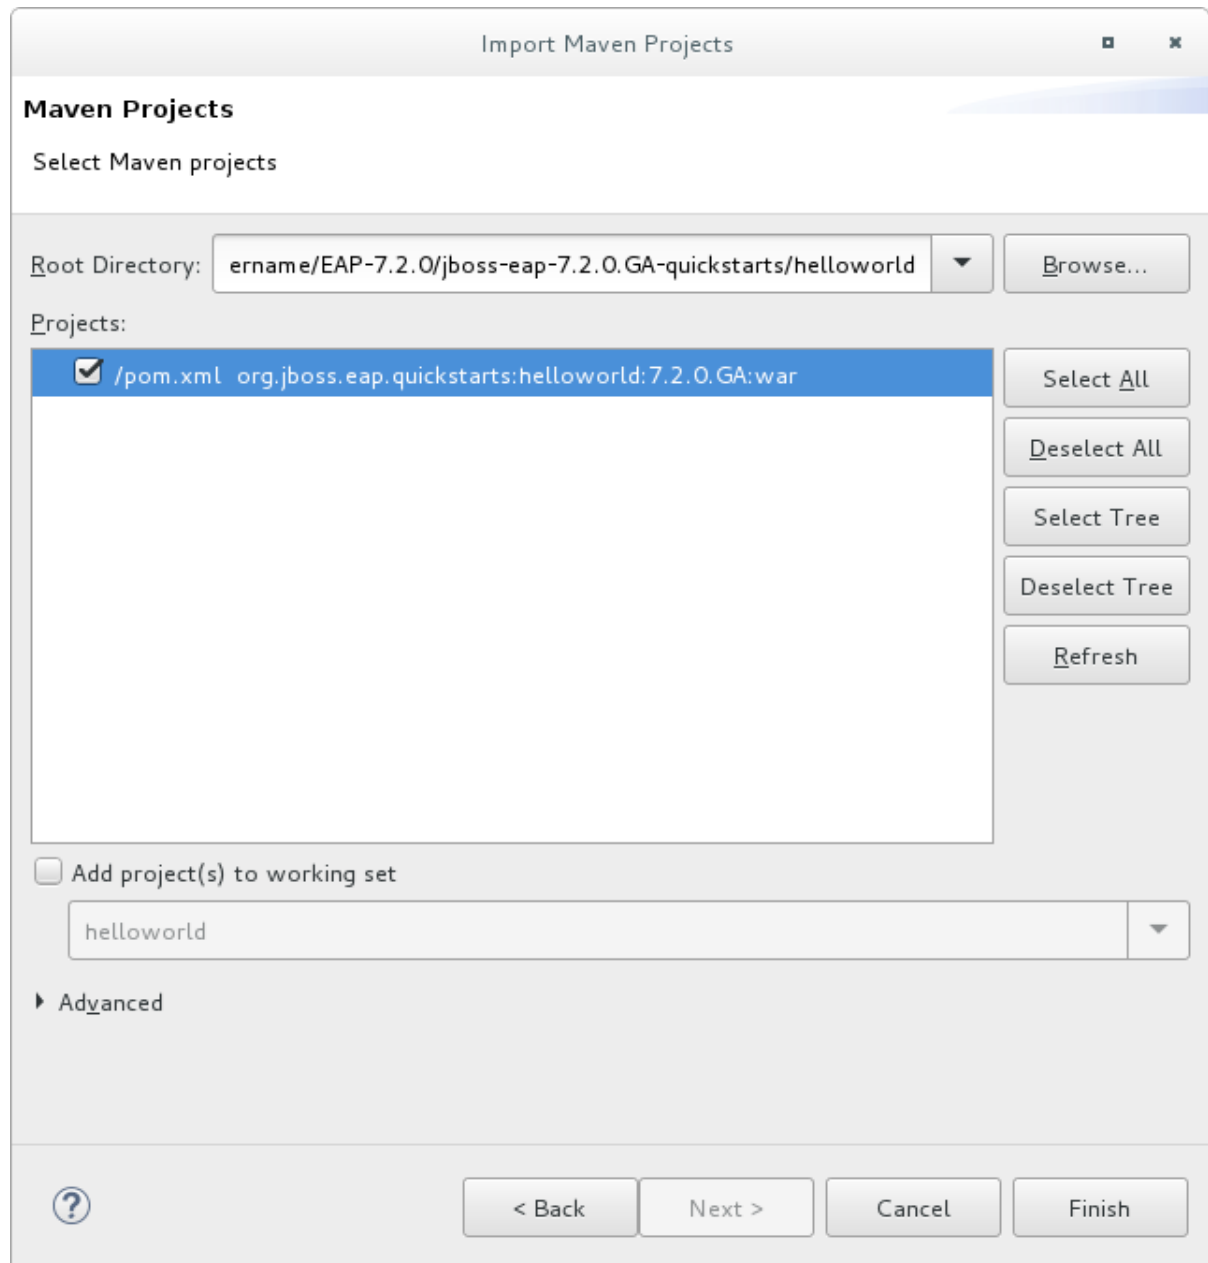 Import Maven Projects
Maven Projects
Select Maven projects
Root Directory: ername/EAP-7.2.0/jboss-eap-7.2.0.GA-quickstarts/helloworld Browse...
Projects:
/pom.xml org.jboss.eap.quickstarts:helloworld:7.2.0.GA:war
Select All
Deselect All
Select Tree
Deselect Tree
Refresh
Add project(s) to working set
helloworld
Advanced
? < Back Next > Cancel Finish